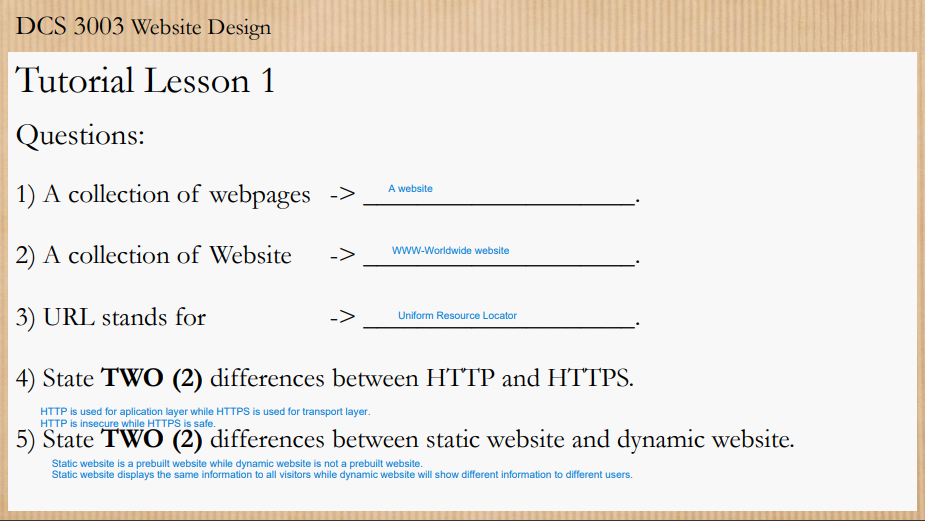 DCS 3003 Website Design
Tutorial Lesson 1
Questions:
1) A collection of webpages -> A website.
2) A collection of Website -> WWW-Worldwide website.
3) URL stands for -> Uniform Resource Locator.
4) State TWO (2) differences between HTTP and HTTPS.
HTTP is used for aplication layer while HTTPS is used for transport layer.
HTTP is insecure while HTTPS is safe.
5) State TWO (2) differences between static website and dynamic website.
Static website is a prebuilt website while dynamic website is not a prebuilt website.
Static website displays the same information to all visitors while dynamic website will show different information to different users.